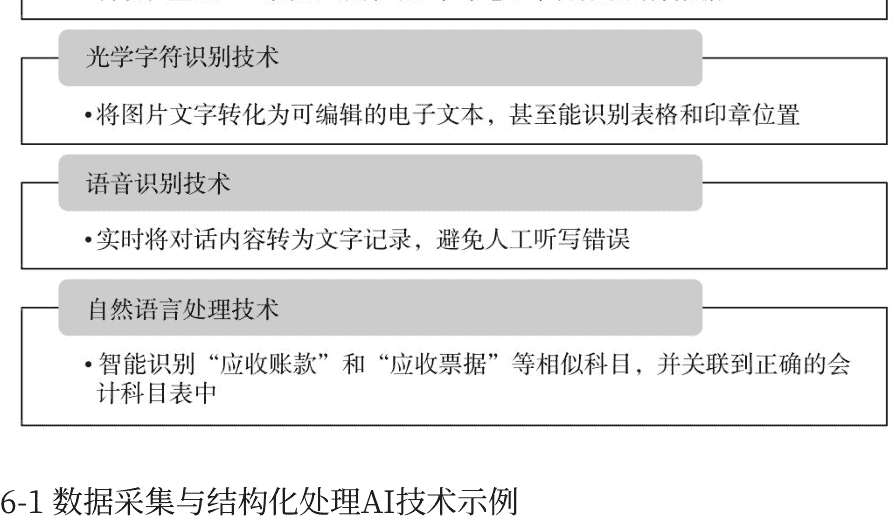 光学字符识别技术
•将图片文字转化为可编辑的电子文本，甚至能识别表格和印章位置
语音识别技术
•实时将对话内容转为文字记录，避免人工听写错误
自然语言处理技术
•智能识别“应收账款”和“应收票据”等相似科目，并关联到正确的会
计科目表中
6-1 数据采集与结构化处理AI技术示例